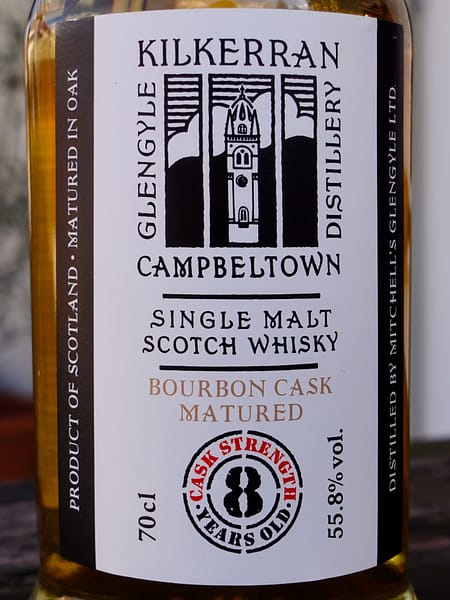 KILKERRAN
GLENGYLE
DISTILLERY
CAMPBELTOWN
SINGLE MALT
SCOTCH WHISKY
BOURBON CASK
MATURED
CASK STRENGTH
8
· YEARS OLD ·
70cl
55.8% vol.
PRODUCT OF SCOTLAND • MATURED IN OAK
DISTILLED BY MITCHELL'S GLENGYLE LTD.